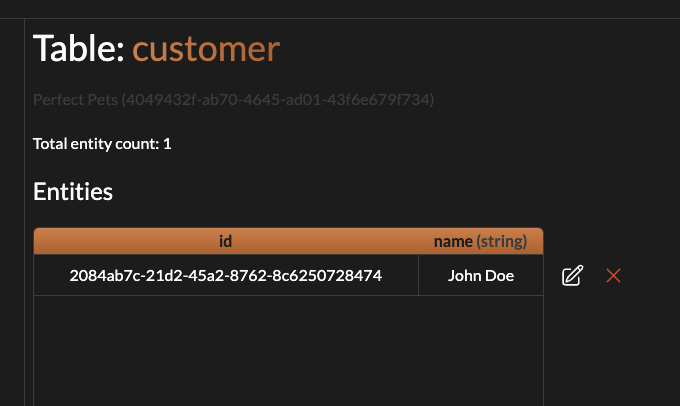 Table: customer
Perfect Pets (4049432f-ab70-4645-ad01-43f6e679f734)
Total entity count: 1
Entities
id name (string)
2084ab7c-21d2-45a2-8762-8c6250728474 John Doe